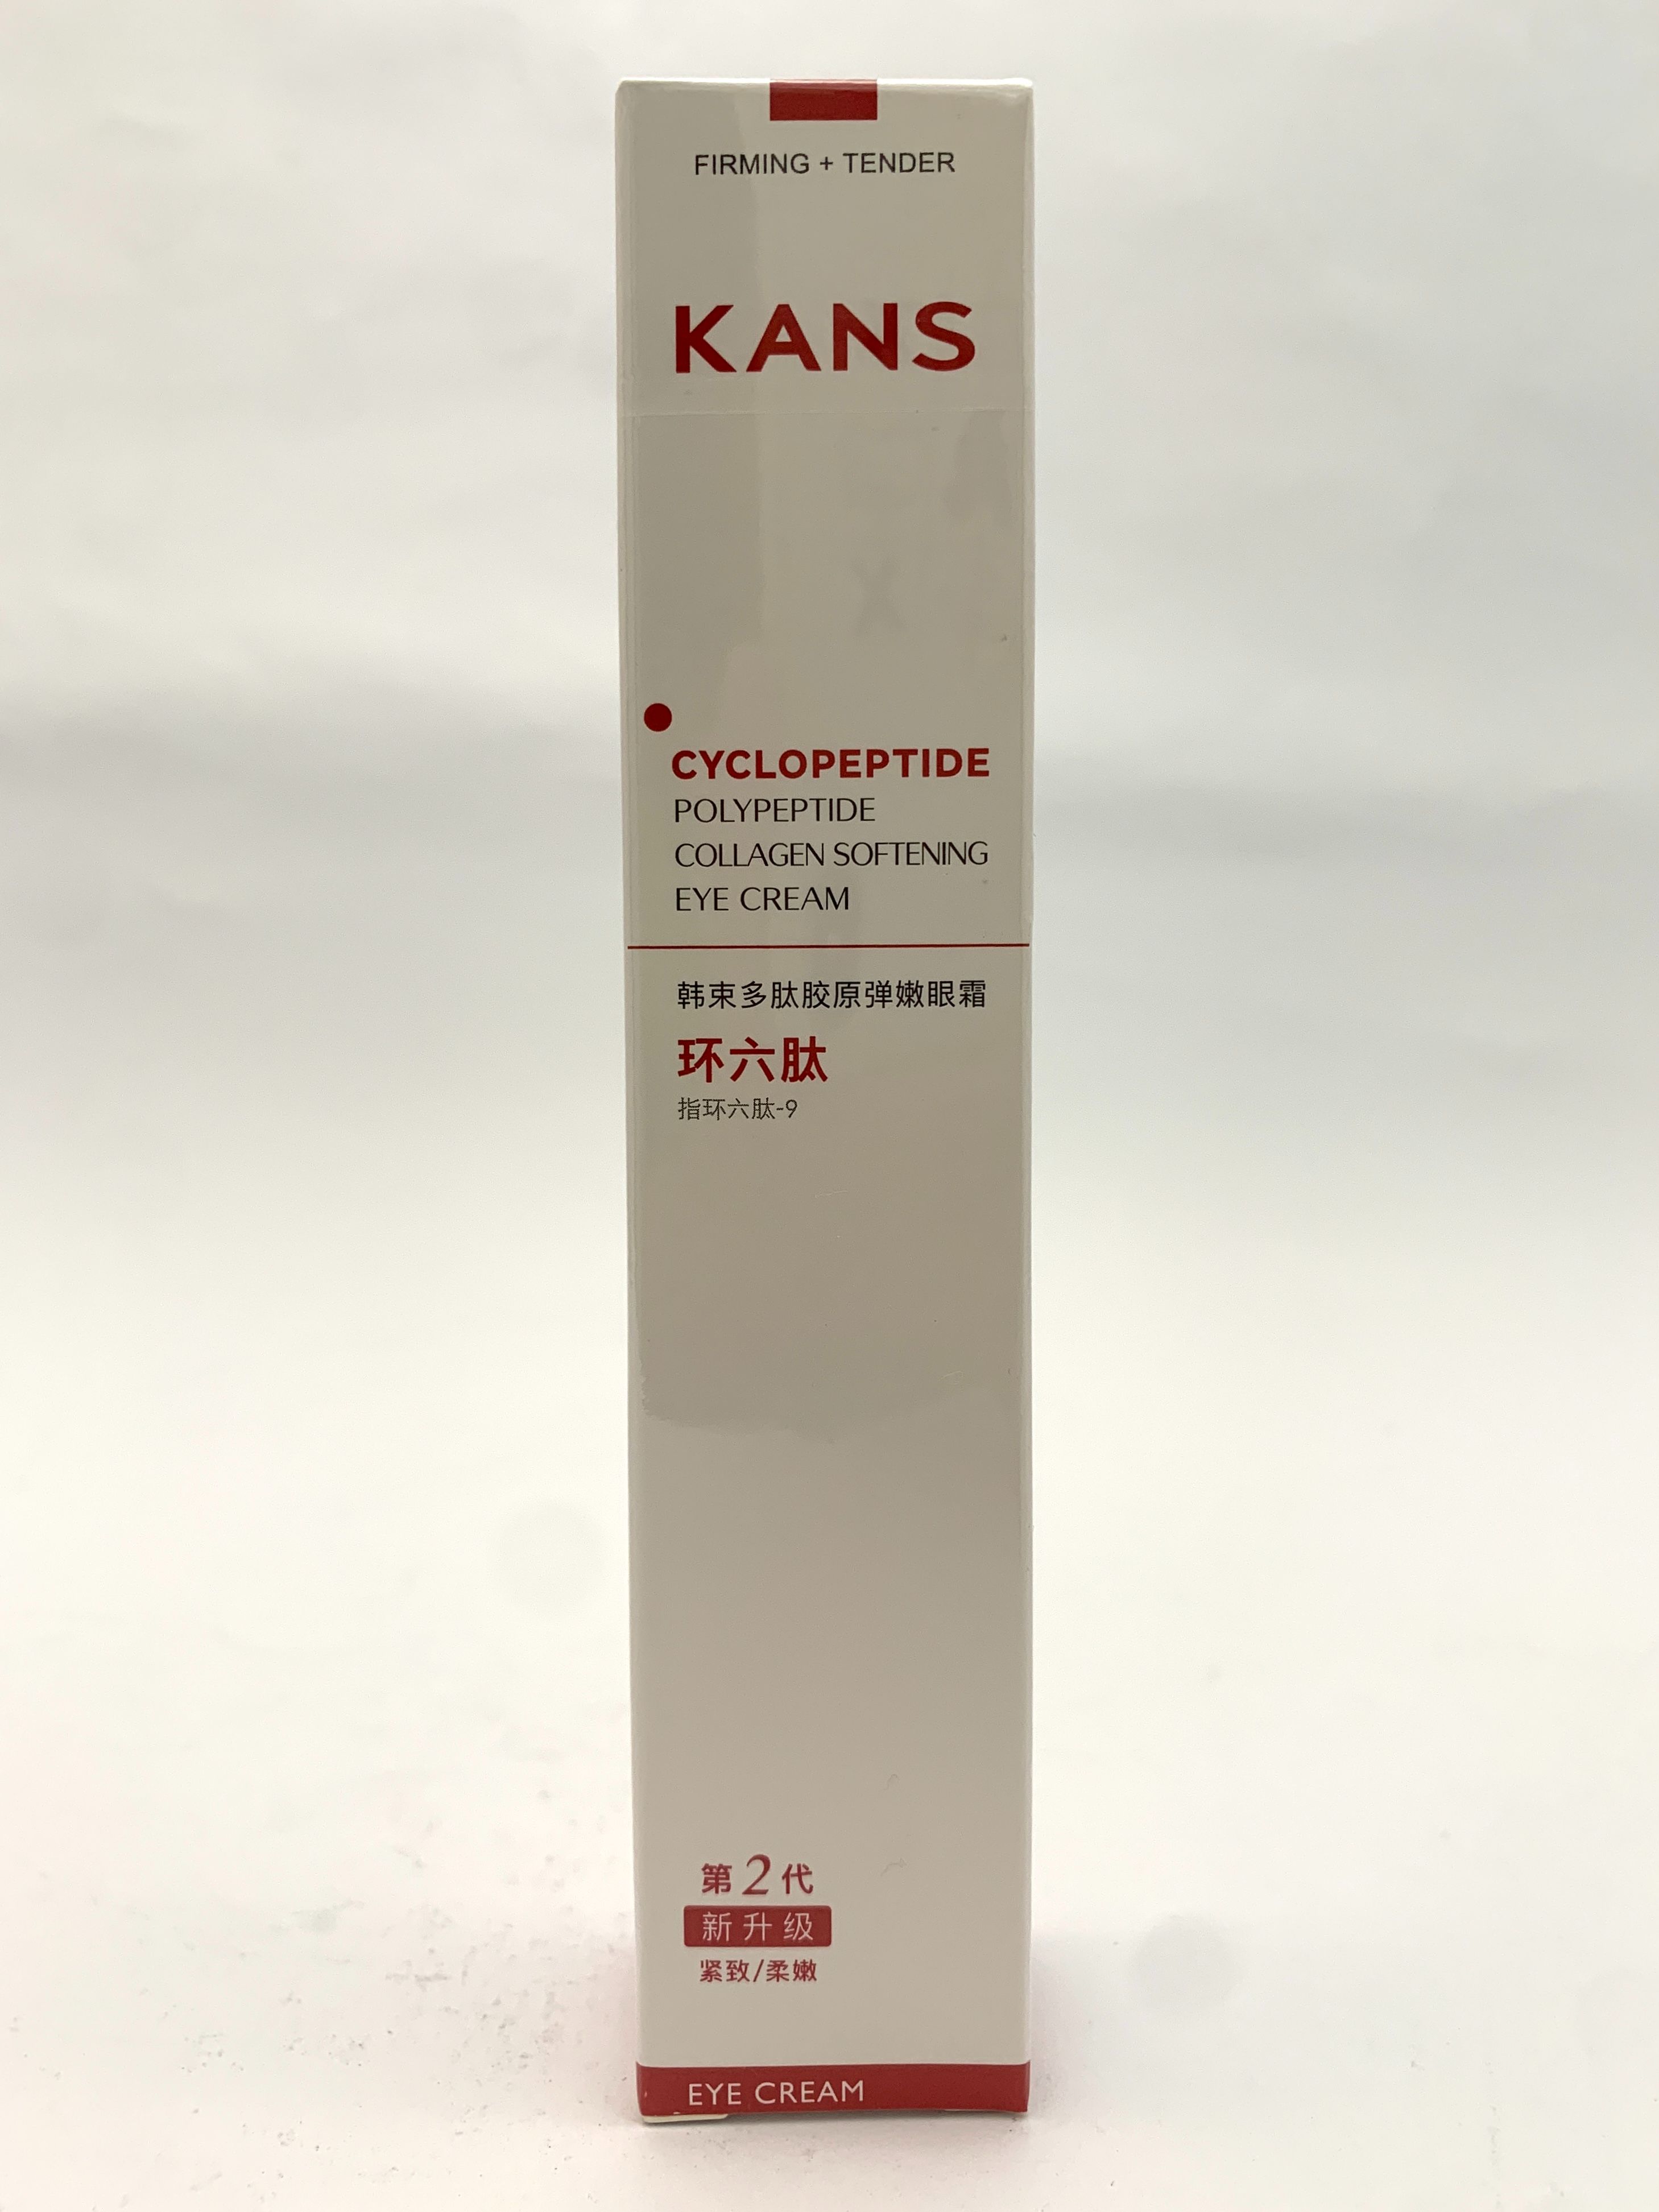 FIRMING + TENDER
KANS
CYCLOPEPTIDE
POLYPEPTIDE
COLLAGEN SOFTENING
EYE CREAM
韩束多肽胶原弹嫩眼霜
环六肽
指环六肽-9
第2代
新升级
紧致/柔嫩
EYE CREAM